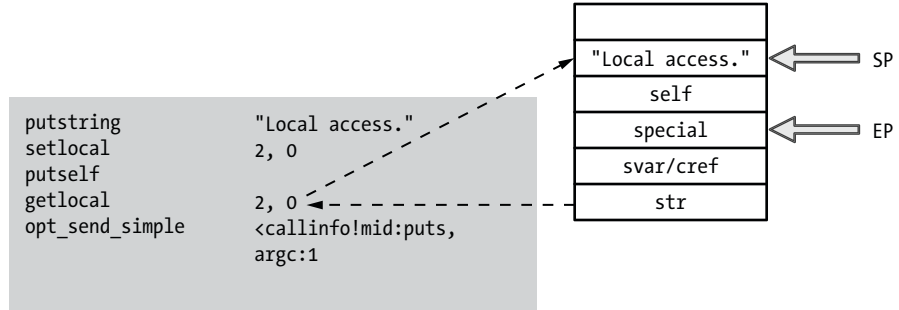 putstring "Local access."
setlocal 2, 0
putself
getlocal 2, 0
opt_send_simple <callinfo!mid:puts,
argc:1
"Local access."
self
special
svar/cref
str
SP
EP